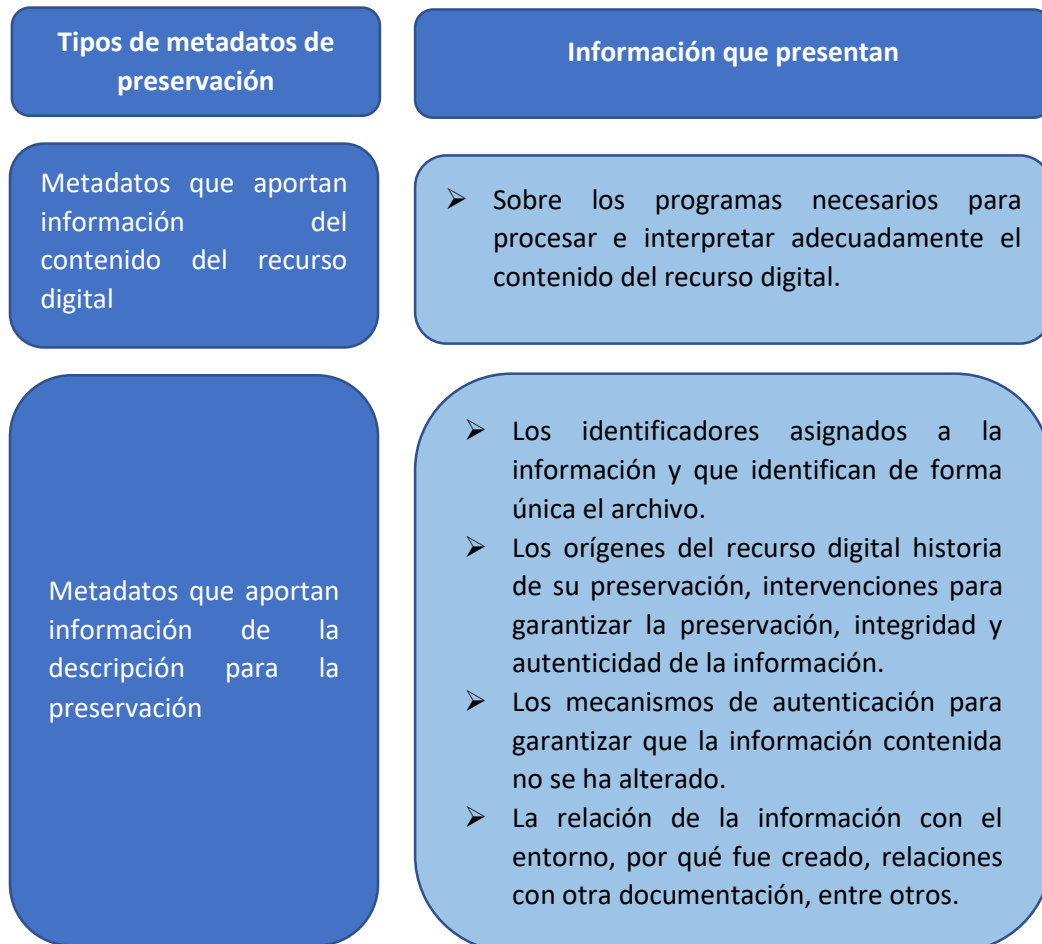 Tipos de metadatos de
preservación
Información que presentan
Metadatos que aportan
información del
contenido del recurso
digital
➢ Sobre los programas necesarios para
procesar e interpretar adecuadamente el
contenido del recurso digital.
Metadatos que aportan
información de la
descripción para la
preservación
➢ Los identificadores asignados a la
información y que identifican de forma
única el archivo.
➢ Los orígenes del recurso digital historia
de su preservación, intervenciones para
garantizar la preservación, integridad y
autenticidad de la información.
➢ Los mecanismos de autenticación para
garantizar que la información contenida
no se ha alterado.
➢ La relación de la información con el
entorno, por qué fue creado, relaciones
con otra documentación, entre otros.